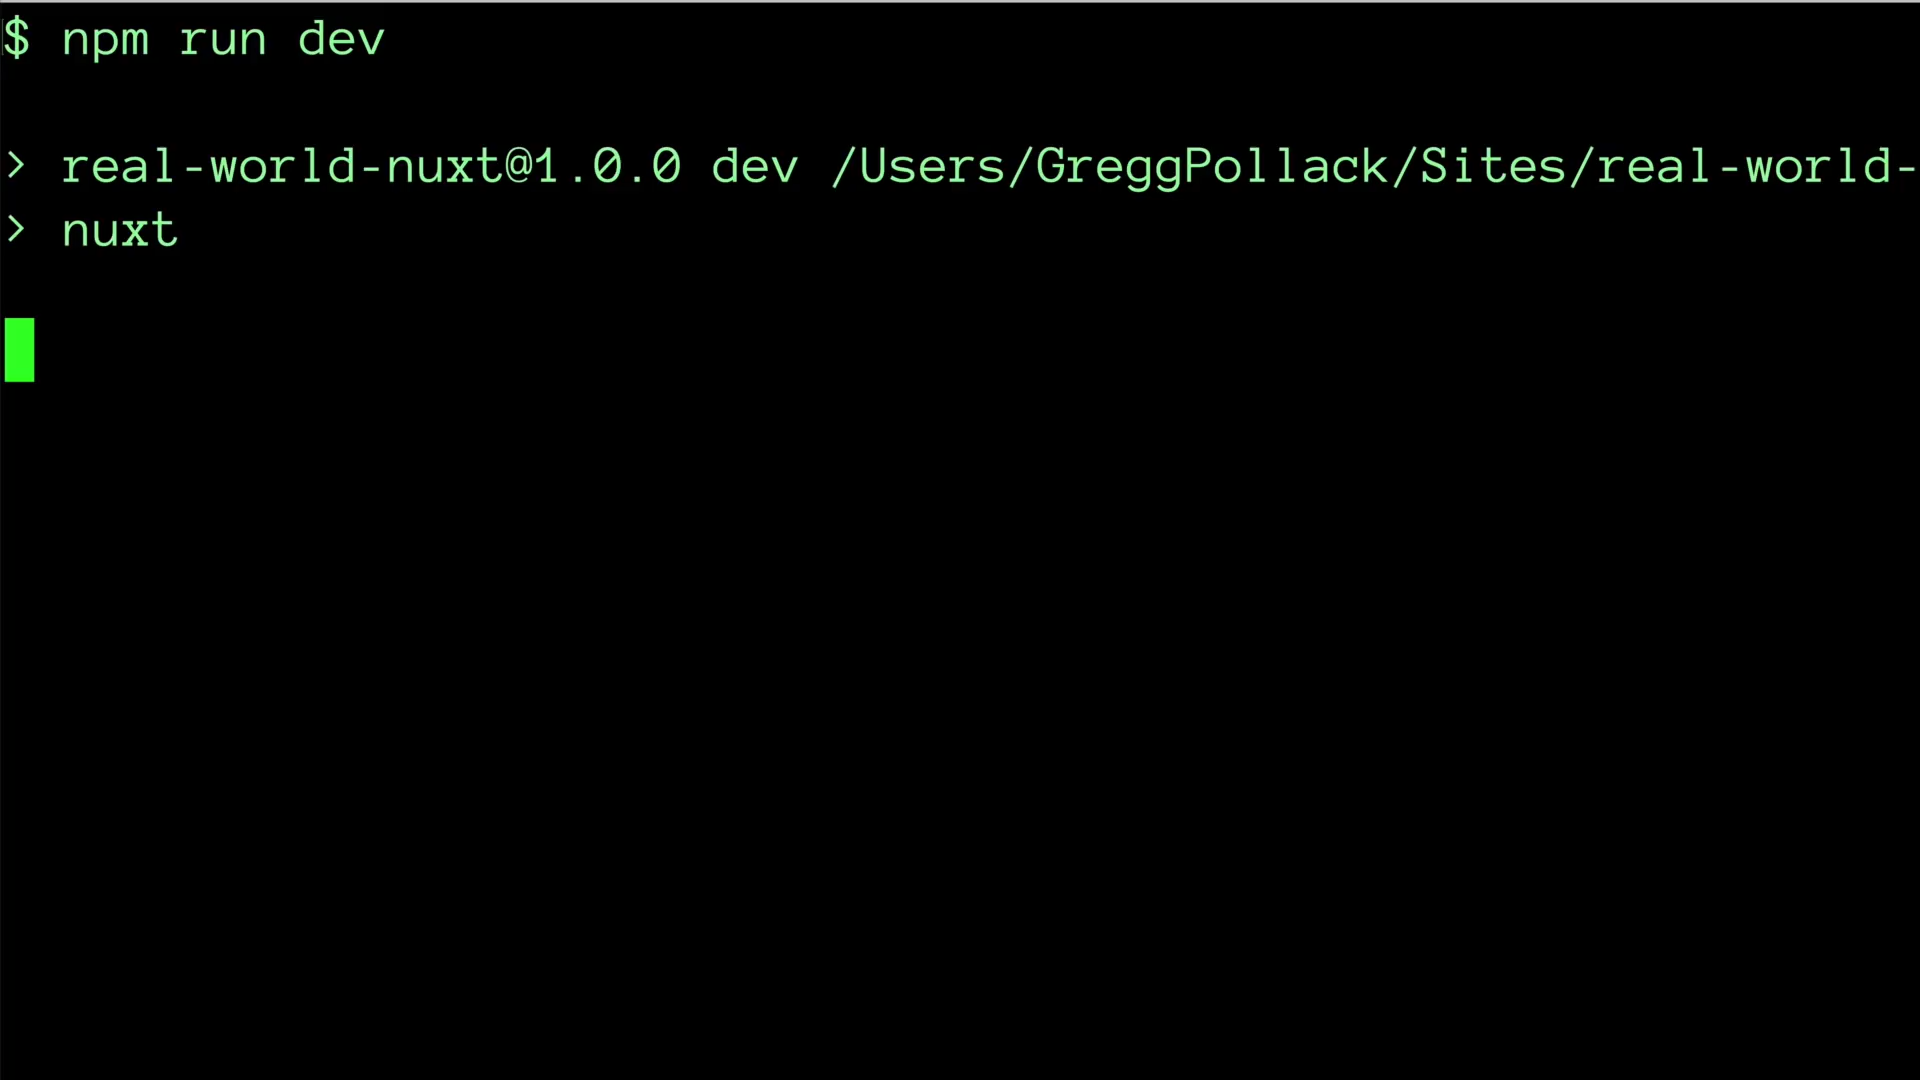 $ npm run dev
> real-world-nuxt@1.0.0 dev /Users/GreggPollack/Sites/real-world-
> nuxt